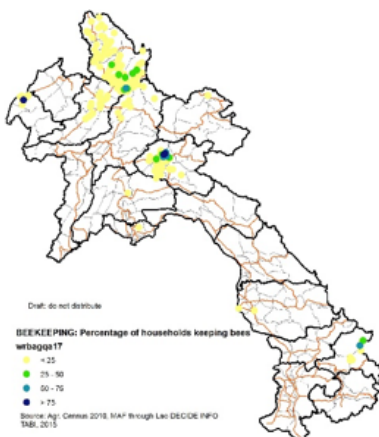 Draft: do not distribute
BEEKEEPING: Percentage of households keeping bees
wrbagqa17
< 25
25 - 50
50 - 75
> 75
Source: Agr. Census 2010, MAF through Lao DECIDE INFO
TABI, 2015